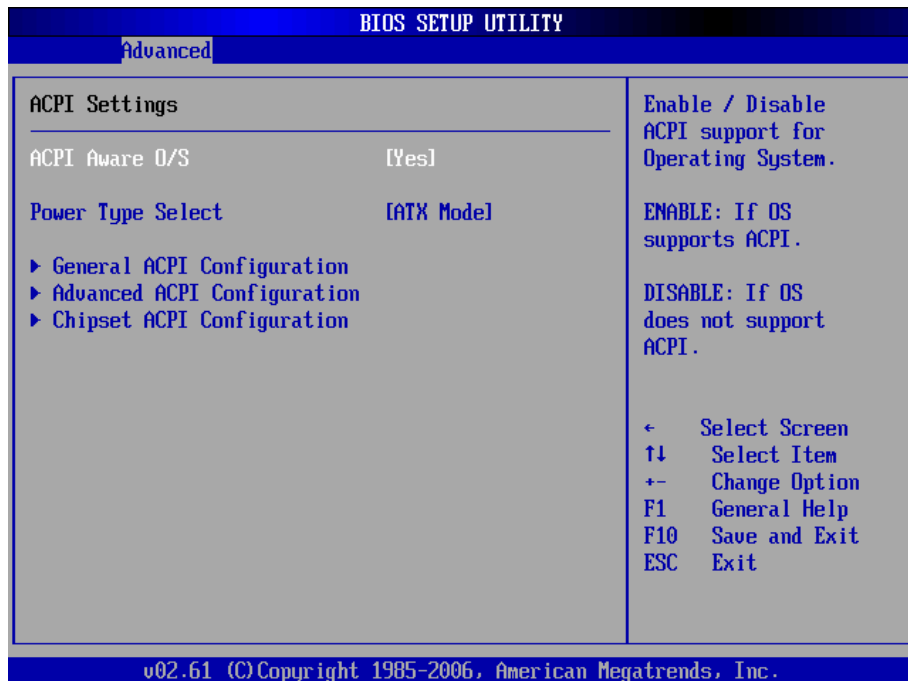 BIOS SETUP UTILITY
Advanced
ACPI Settings
ACPI Aware O/S [Yes]
Power Type Select [ATX Mode]
▶ General ACPI Configuration
▶ Advanced ACPI Configuration
▶ Chipset ACPI Configuration
Enable / Disable
ACPI support for
Operating System.
ENABLE: If OS
supports ACPI.
DISABLE: If OS
does not support
ACPI.
← Select Screen
↑↓ Select Item
+- Change Option
F1 General Help
F10 Save and Exit
ESC Exit
v02.61 (C)Copyright 1985-2006, American Megatrends, Inc.